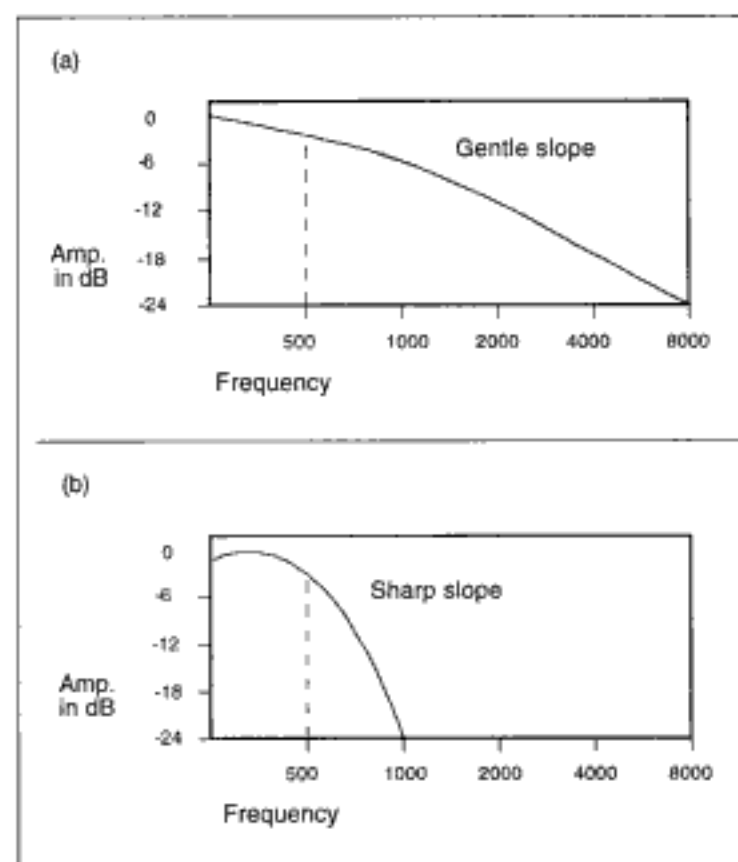 (a)
0
Gentle slope
-6
-12
Amp.
in dB
-18
-24
500 1000 2000 4000 8000
Frequency
(b)
0
Sharp slope
-6
-12
Amp.
in dB
-18
-24
500 1000 2000 4000 8000
Frequency